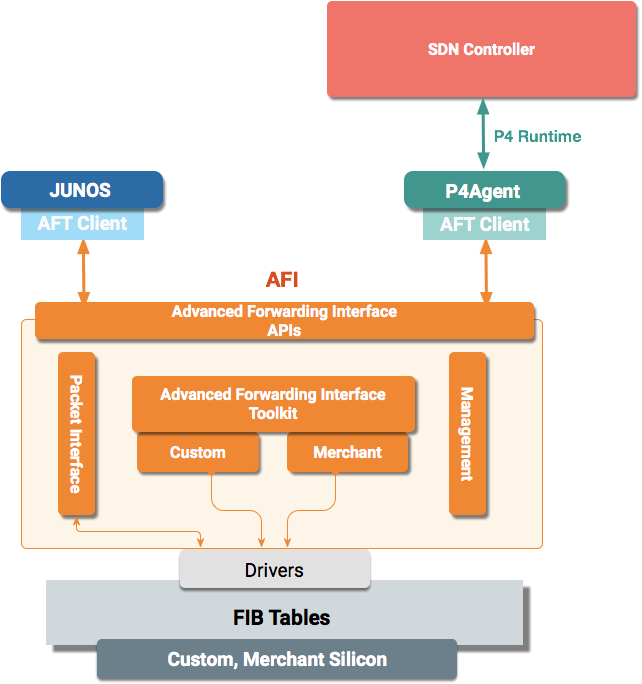 SDN Controller
P4 Runtime
JUNOS
P4Agent
AFT Client
AFT Client
AFI
Advanced Forwarding Interface
APIs
Packet Interface
Advanced Forwarding Interface
Toolkit
Management
Custom
Merchant
Drivers
FIB Tables
Custom, Merchant Silicon